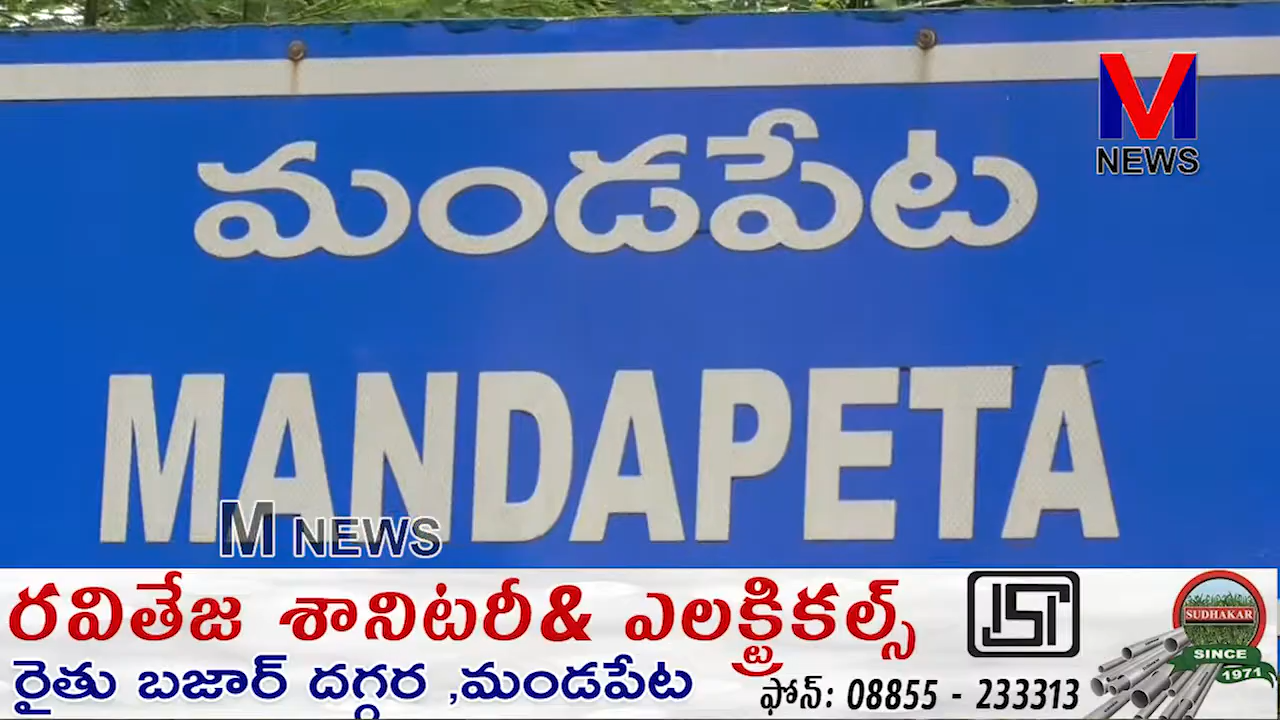 మండపేట
M
NEWS
MANDAPETA
M NEWS
రవితేజ శానిటరీ& ఎలక్ట్రికల్స్
ISI
రైతు బజార్ దగ్గర ,మండపేట
ఫోన్: 08855 - 233313
SUDHAKAR
SINCE
1971